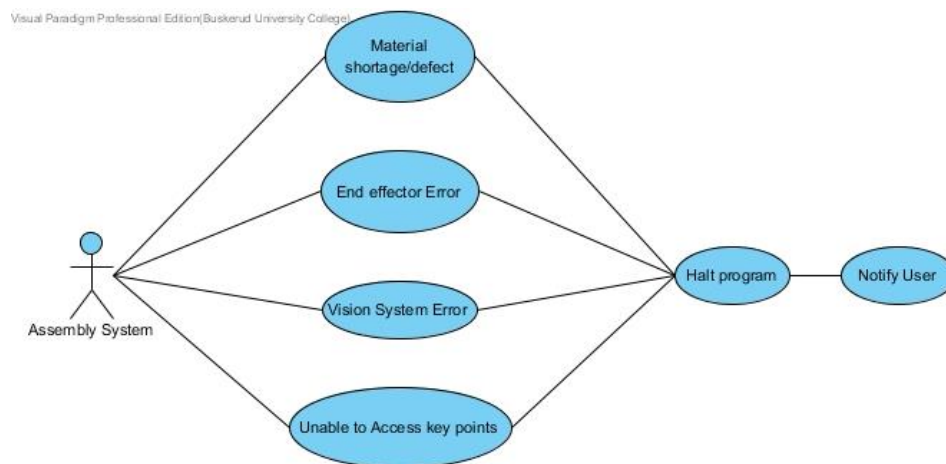 Visual Paradigm Professional Edition(Buskerud University College)
Material
shortage/defect
End effector Error
Halt program
Notify User
Vision System Error
Assembly System
Unable to Access key points